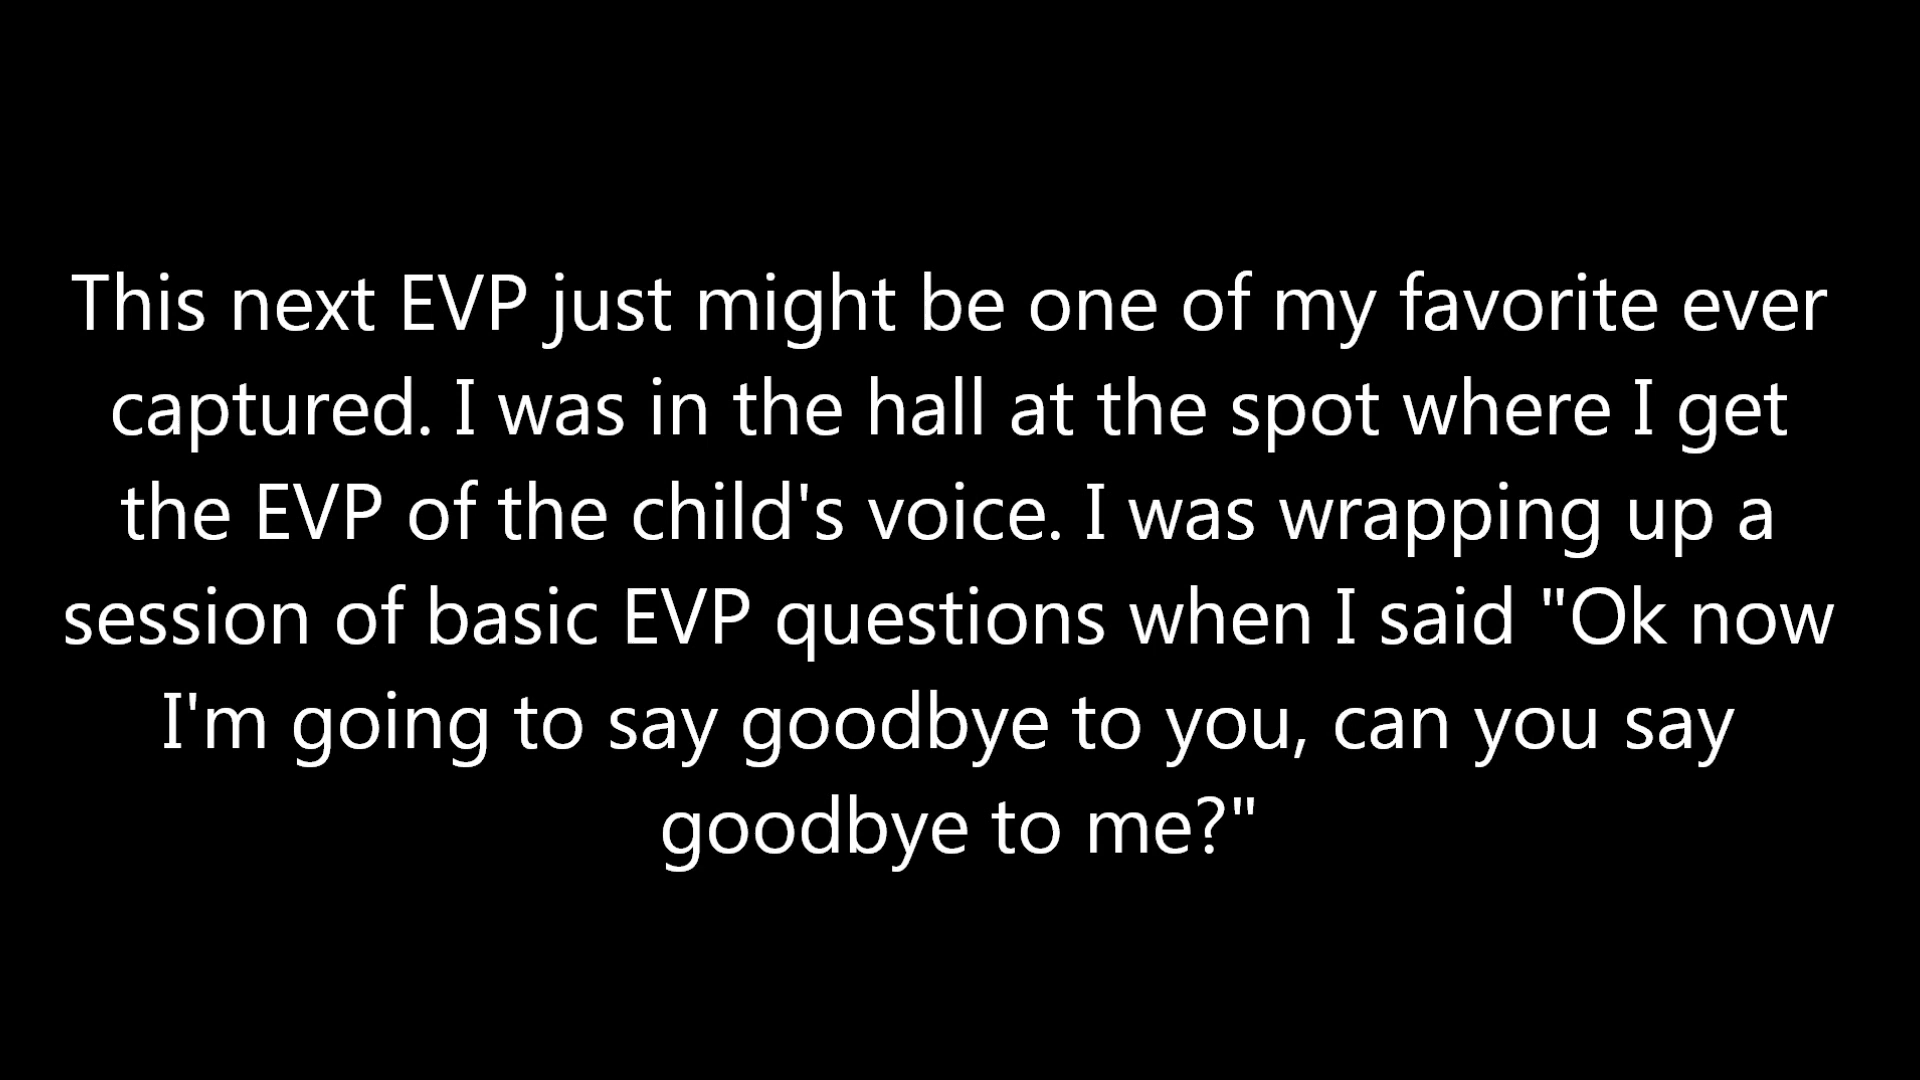 This next EVP just might be one of my favorite ever
captured. I was in the hall at the spot where I get
the EVP of the child's voice. I was wrapping up a
session of basic EVP questions when I said "Ok now
I'm going to say goodbye to you, can you say
goodbye to me?"